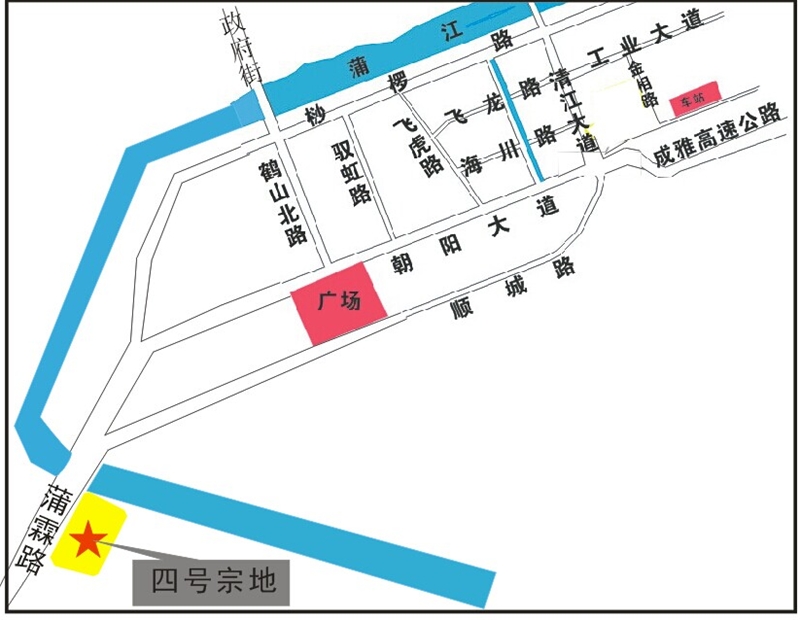 政府街
蒲江
桫椤路
工业大道
清江大道
金柏路
车站
成雅高速公路
飞龙路
海川路
飞虎路
驭虹路
鹤山北路
朝阳大道
顺城路
广场
蒲霖路
四号宗地